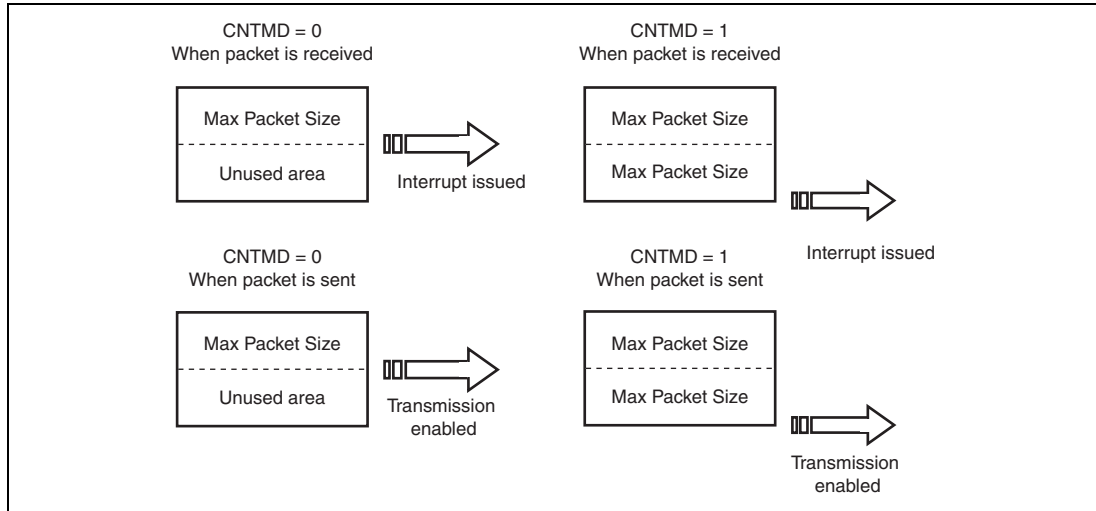 CNTMD = 0
When packet is received
Max Packet Size
Unused area
Interrupt issued
CNTMD = 1
When packet is received
Max Packet Size
Max Packet Size
Interrupt issued
CNTMD = 0
When packet is sent
Max Packet Size
Unused area
Transmission
enabled
CNTMD = 1
When packet is sent
Max Packet Size
Max Packet Size
Transmission
enabled